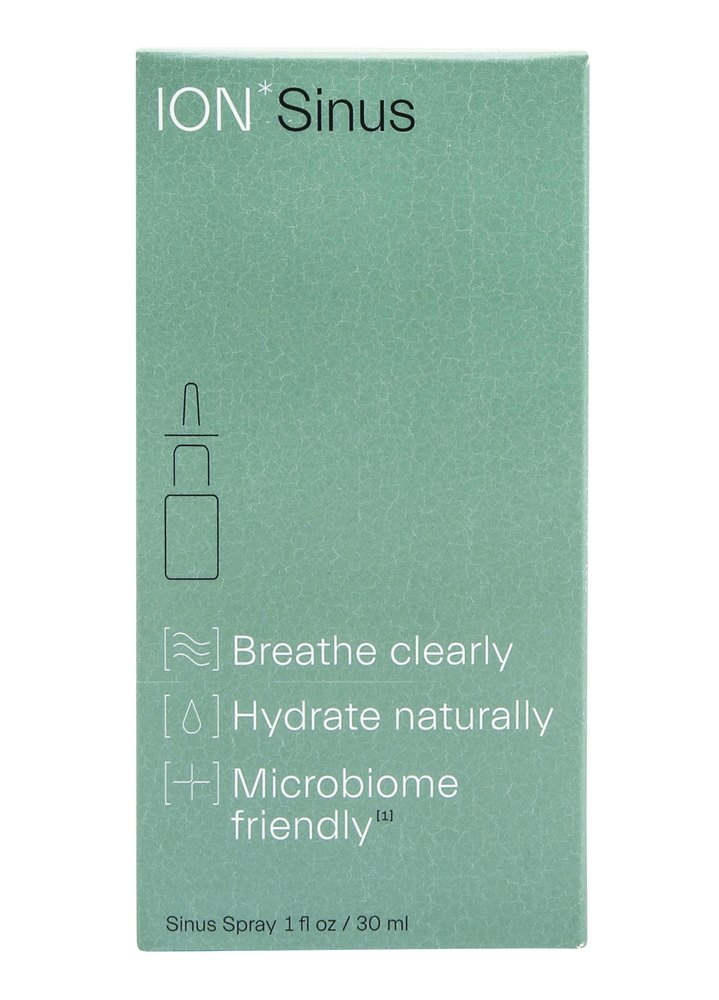 ION*Sinus
Breathe clearly
Hydrate naturally
Microbiome
friendly[1]
Sinus Spray 1 fl oz / 30 ml